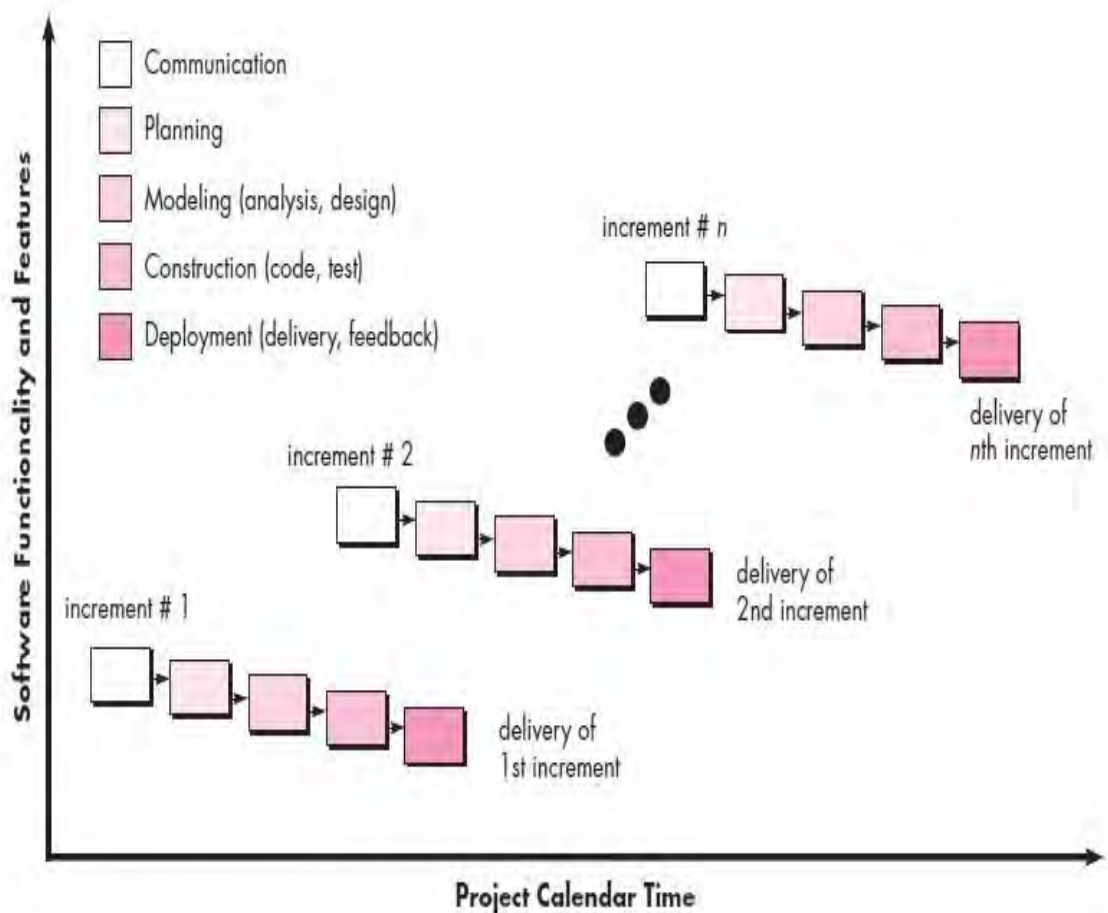 Software Functionality and Features
Communication
Planning
Modeling (analysis, design)
Construction (code, test)
Deployment (delivery, feedback)
increment # n
delivery of
nth increment
increment # 2
delivery of
2nd increment
increment # 1
delivery of
1st increment
Project Calendar Time